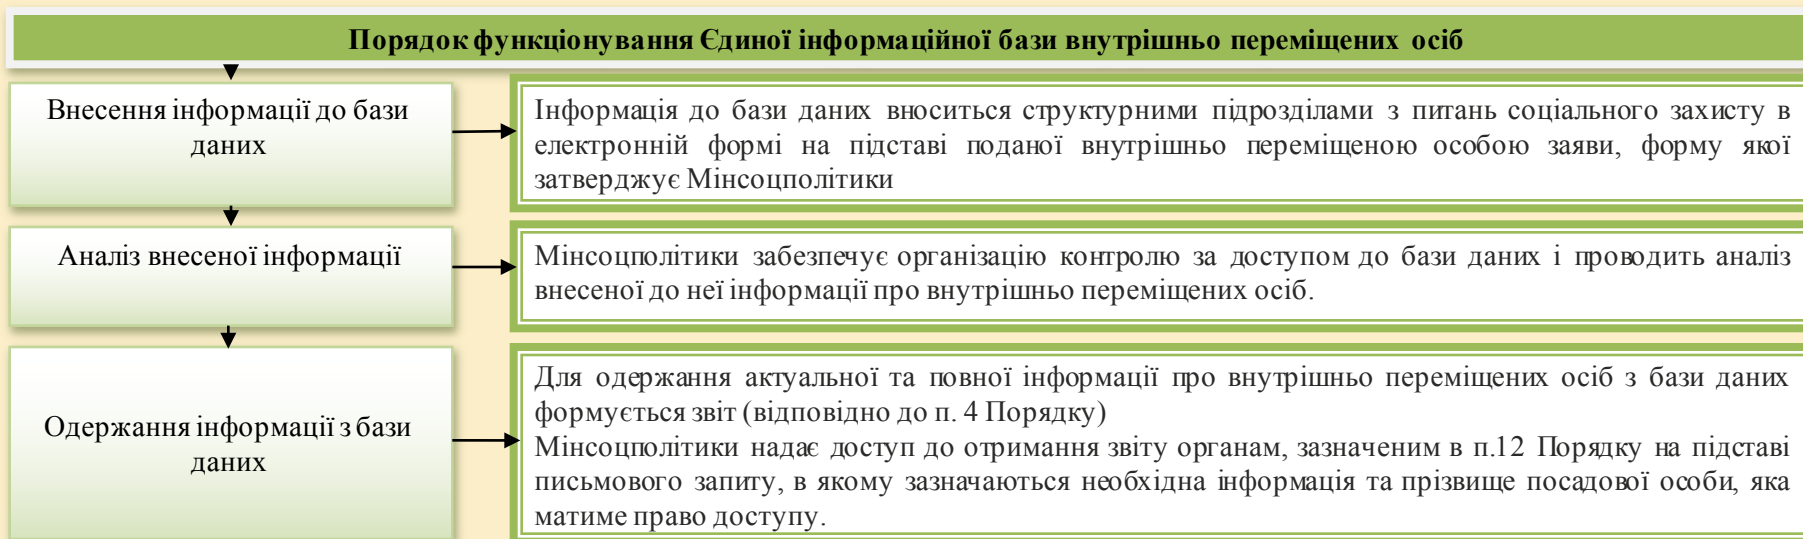 Порядок функціонування Єдиної інформаційної бази внутрішньо переміщених осіб
Внесення інформації до бази
даних
Інформація до бази даних вноситься структурними підрозділами з питань соціального захисту в
електронній формі на підставі поданої внутрішньо переміщеною особою заяви, форму якої
затверджує Мінсоцполітики
Аналіз внесеної інформації
Мінсоцполітики забезпечує організацію контролю за доступом до бази даних і проводить аналіз
внесеної до неї інформації про внутрішньо переміщених осіб.
Одержання інформації з бази
даних
Для одержання актуальної та повної інформації про внутрішньо переміщених осіб з бази даних
формується звіт (відповідно до п. 4 Порядку)
Мінсоцполітики надає доступ до отримання звіту органам, зазначеним в п.12 Порядку на підставі
письмового запиту, в якому зазначаються необхідна інформація та прізвище посадової особи, яка
матиме право доступу.